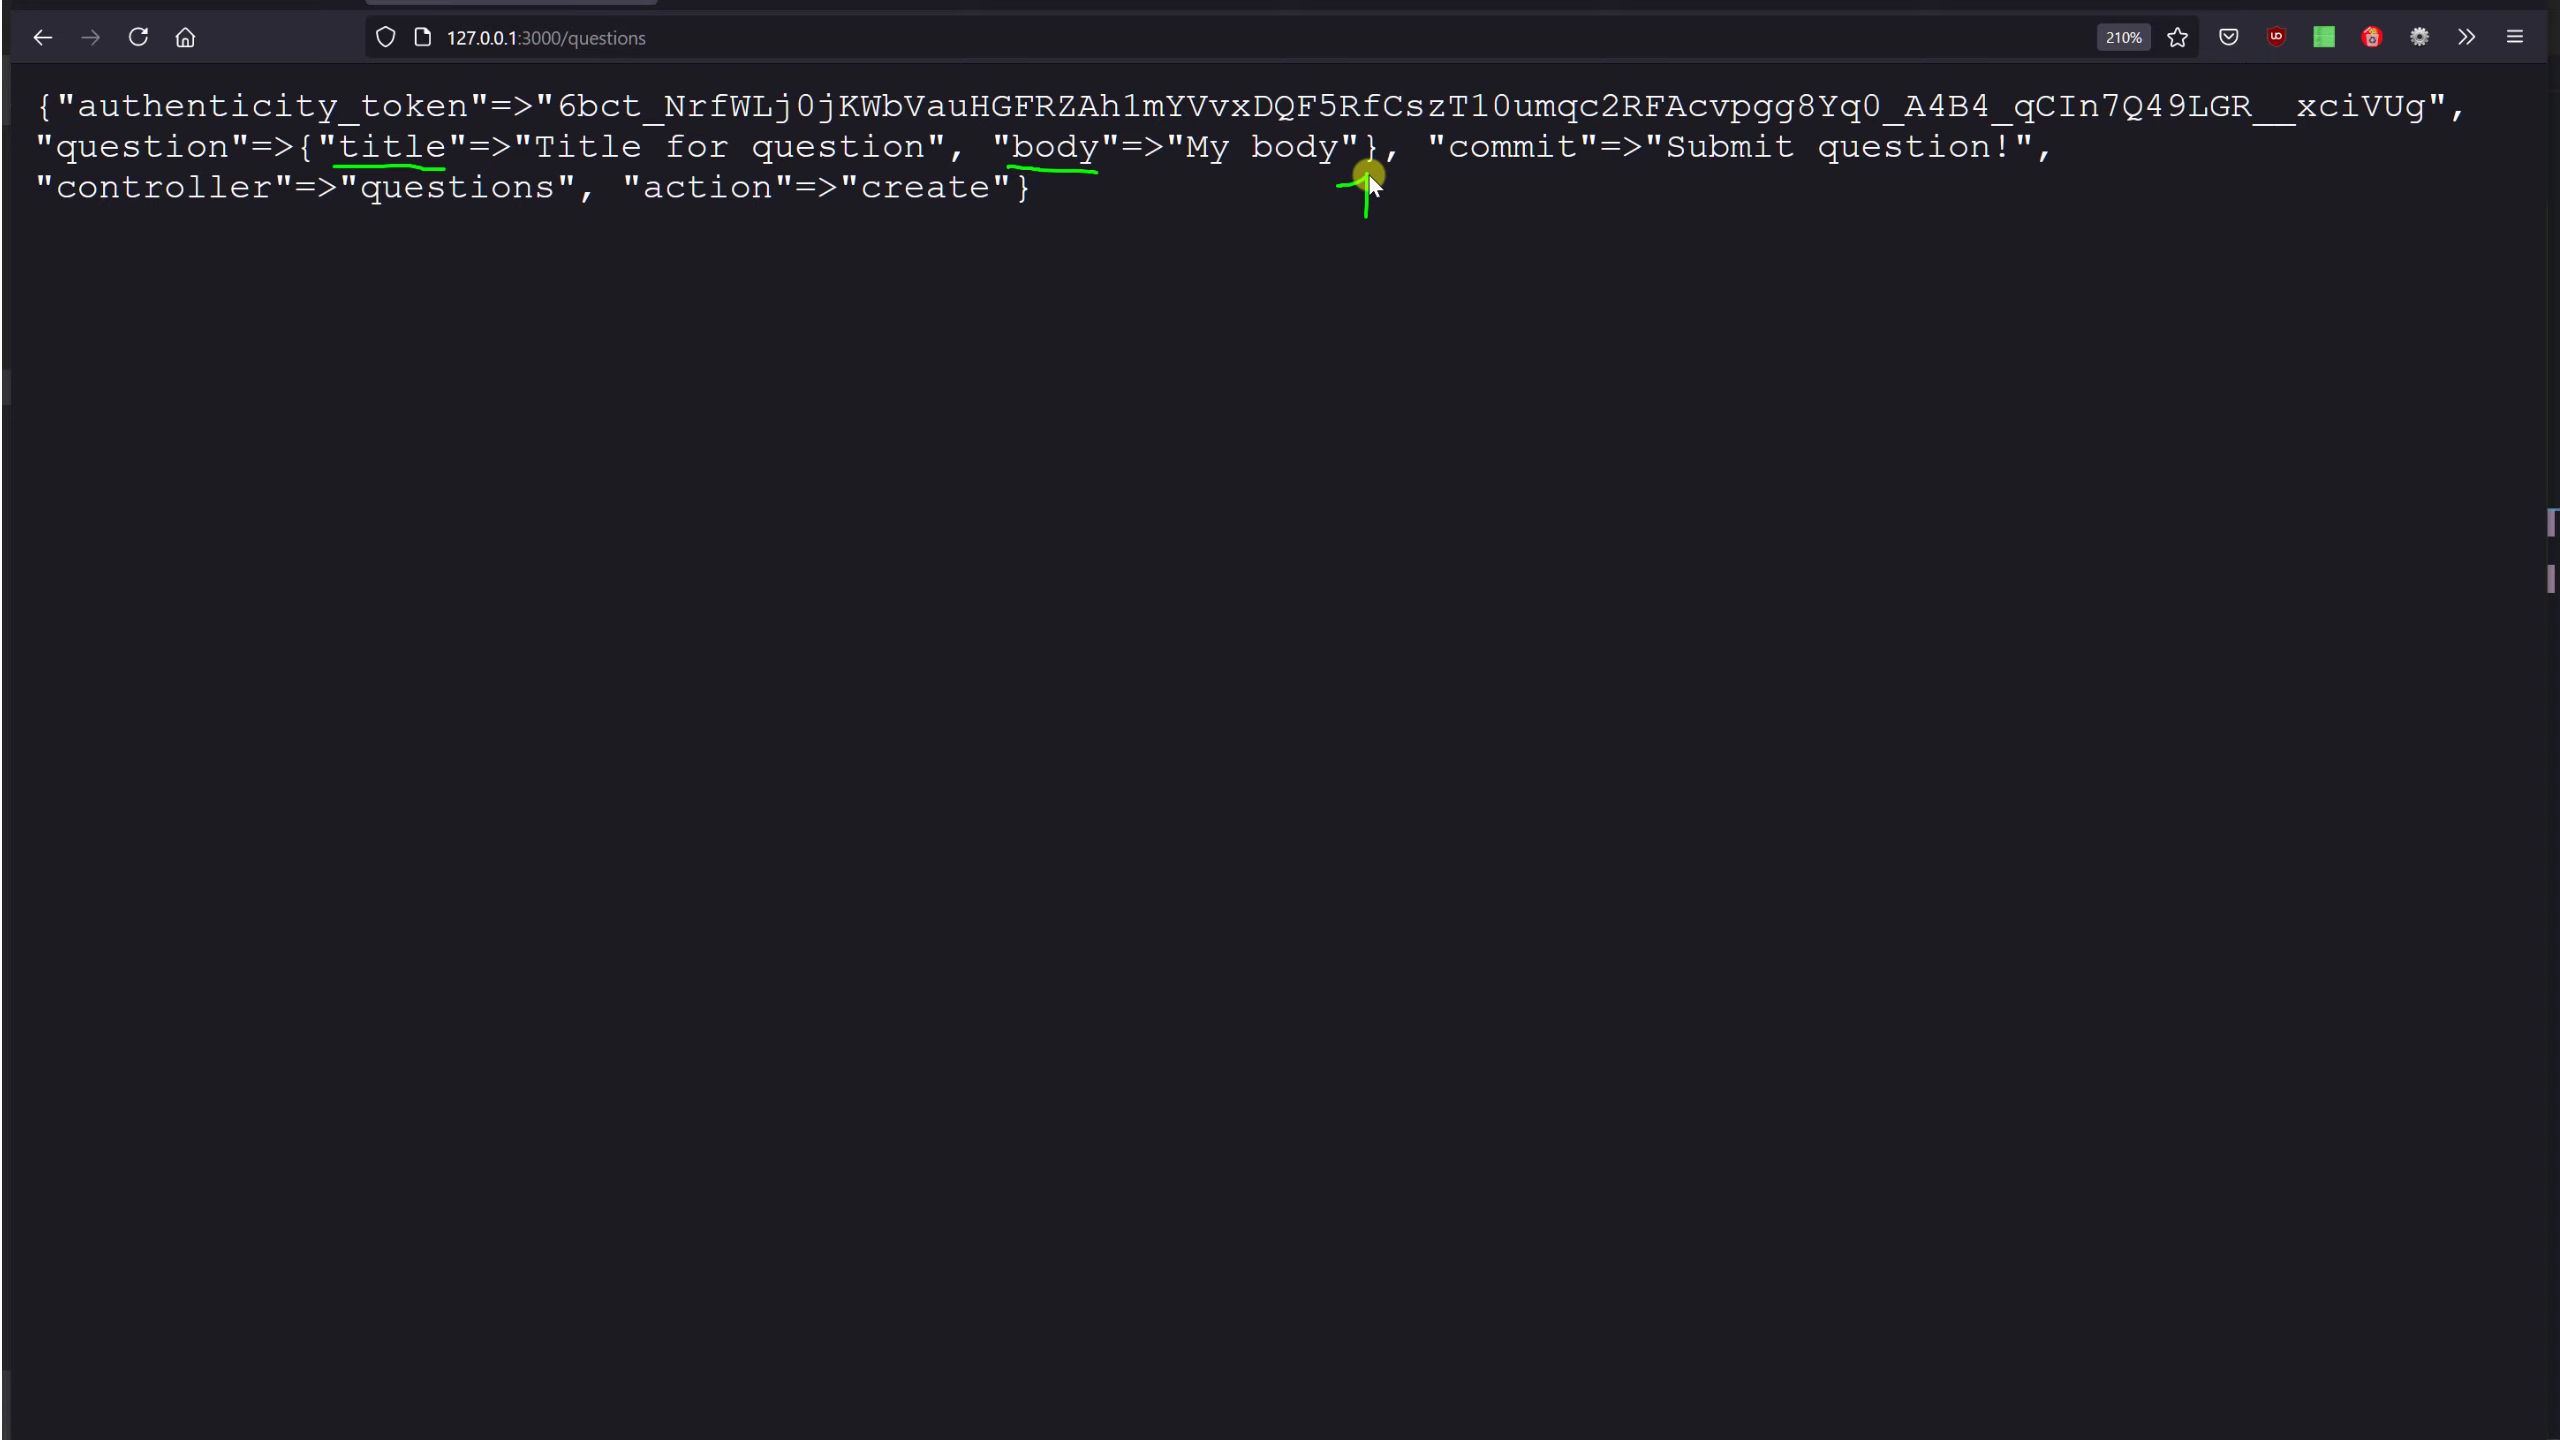 127.0.0.1:3000/questions
210%
{"authenticity_token"=>"6bct_NrfWLj0jKWbVauHGFRZAh1mYVvxDQF5RfCszT10umqc2RFAcvpgg8Yq0_A4B4_qCIn7Q49LGR__xciVUg",
"question"=>{"title"=>"Title for question", "body"=>"My body"}, "commit"=>"Submit question!",
"controller"=>"questions", "action"=>"create"}